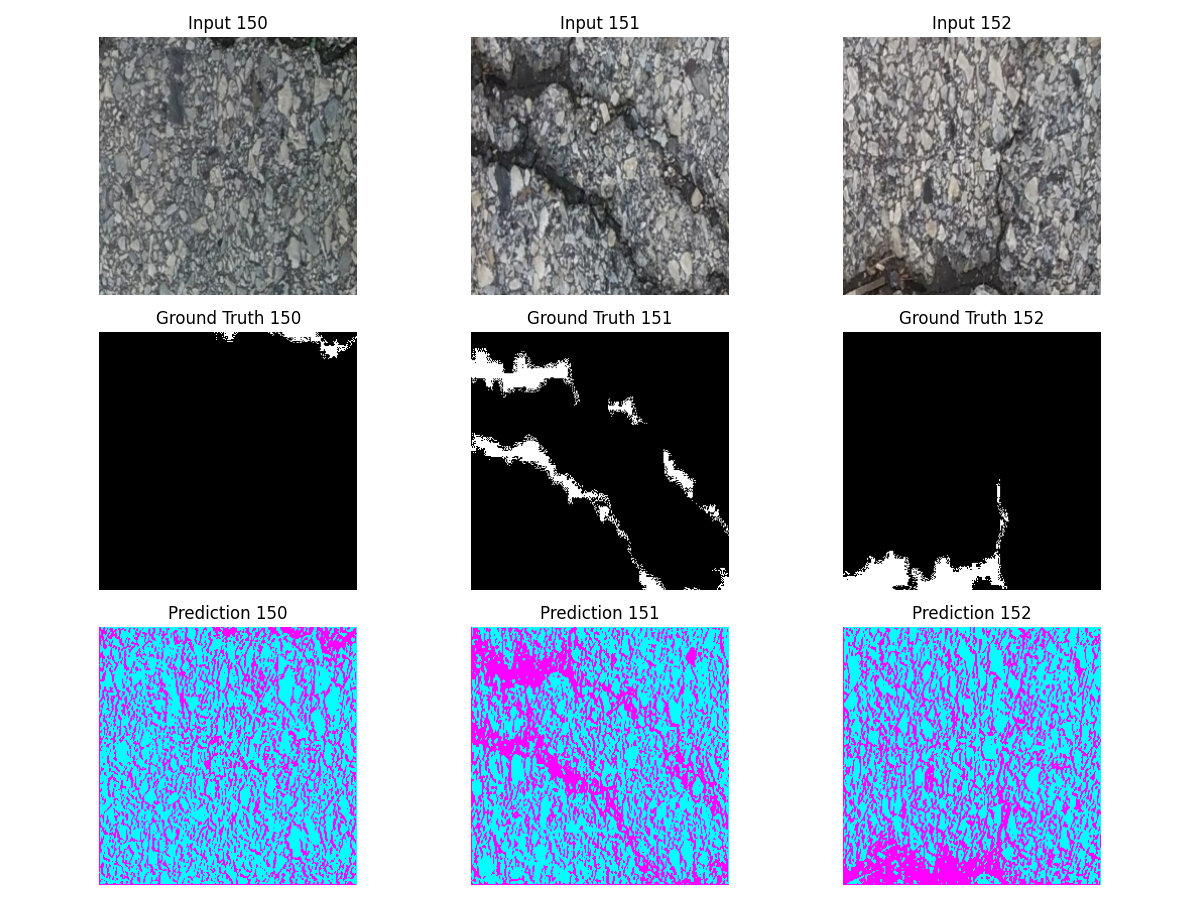 Input 150
Input 151
Input 152
Ground Truth 150
Ground Truth 151
Ground Truth 152
Prediction 150
Prediction 151
Prediction 152